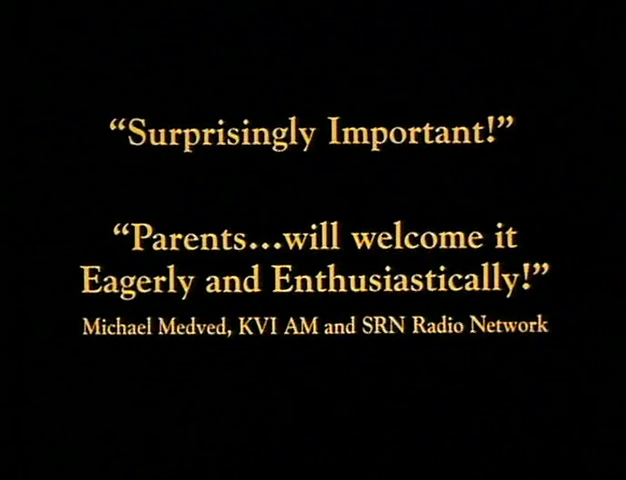 “Surprisingly Important!”
“Parents...will welcome it
Eagerly and Enthusiastically!”
Michael Medved, KVI AM and SRN Radio Network